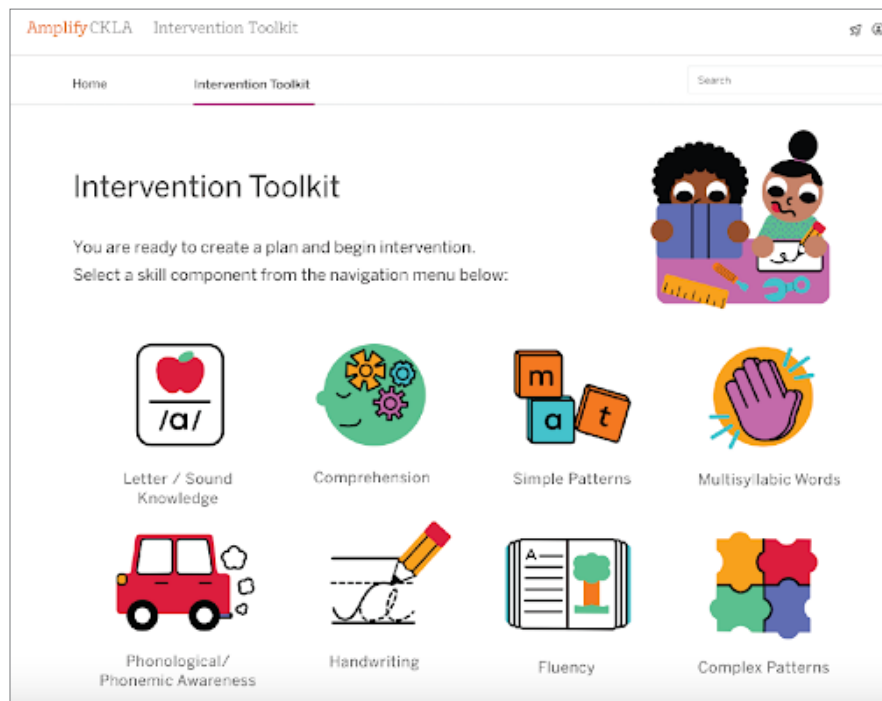 Amplify CKLA Intervention Toolkit
Home Intervention Toolkit Search
Intervention Toolkit
You are ready to create a plan and begin intervention.
Select a skill component from the navigation menu below:
/a/
m
a t
Letter / Sound
Knowledge
Comprehension
Simple Patterns
Multisyllabic Words
A
Phonological/
Phonemic Awareness
Handwriting
Fluency
Complex Patterns